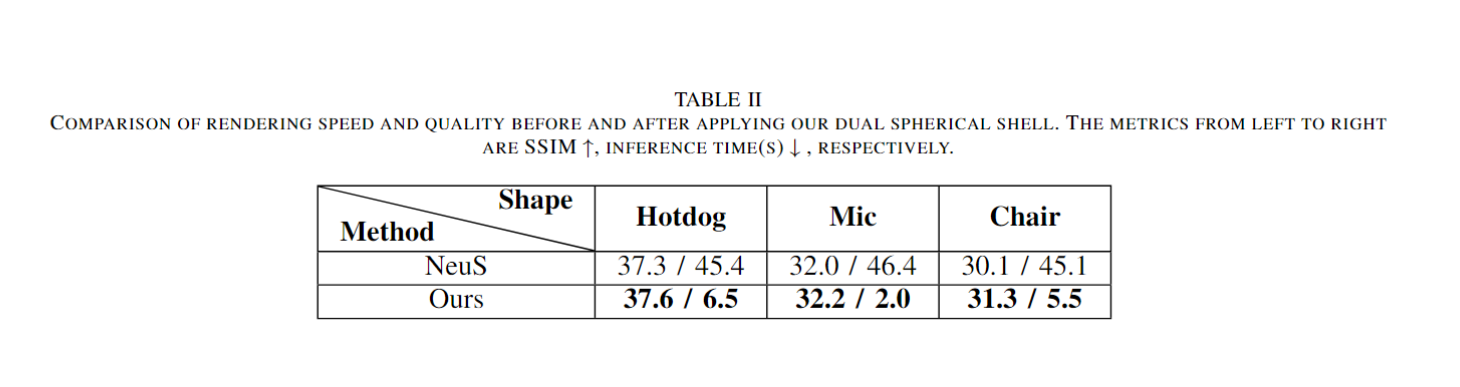 TABLE II
COMPARISON OF RENDERING SPEED AND QUALITY BEFORE AND AFTER APPLYING OUR DUAL SPHERICAL SHELL. THE METRICS FROM LEFT TO RIGHT
ARE SSIM ↑, INFERENCE TIME(S) ↓ , RESPECTIVELY.
Shape
Method
Hotdog Mic Chair
NeuS 37.3 / 45.4 32.0 / 46.4 30.1 / 45.1
Ours 37.6 / 6.5 32.2 / 2.0 31.3 / 5.5